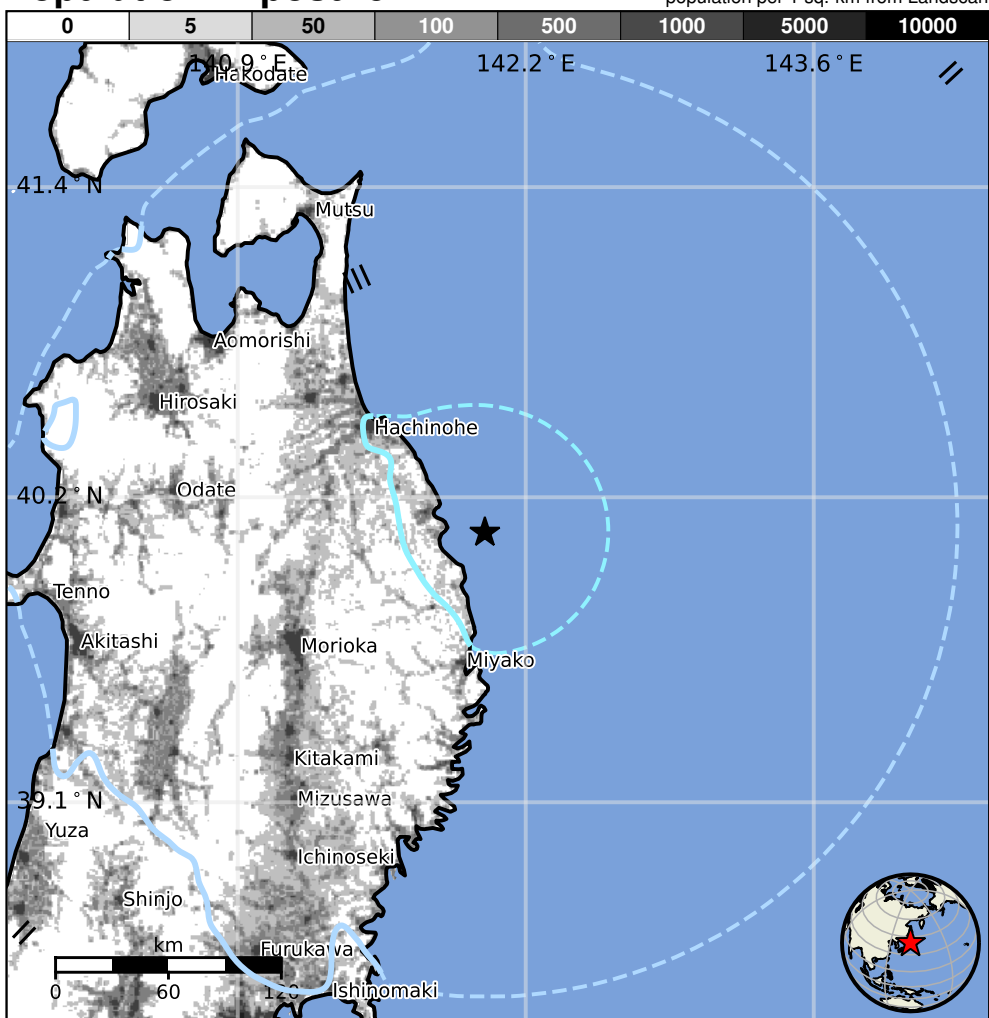 population per 1 sq. km from Landscan
0 5 50 100 500 1000 5000 10000
140.9°E 142.2°E 143.6°E
Hakodate
41.4°N
Mutsu
Aomorishi
Hirosaki
Hachinohe
Odate
40.2°N
Tenno
Akitashi
Morioka
Miyako
Kitakami
Mizusawa
39.1°N
Yuza
Ichinoseki
Shinjo
Furukawa
km
Ishinomaki
0 60 120